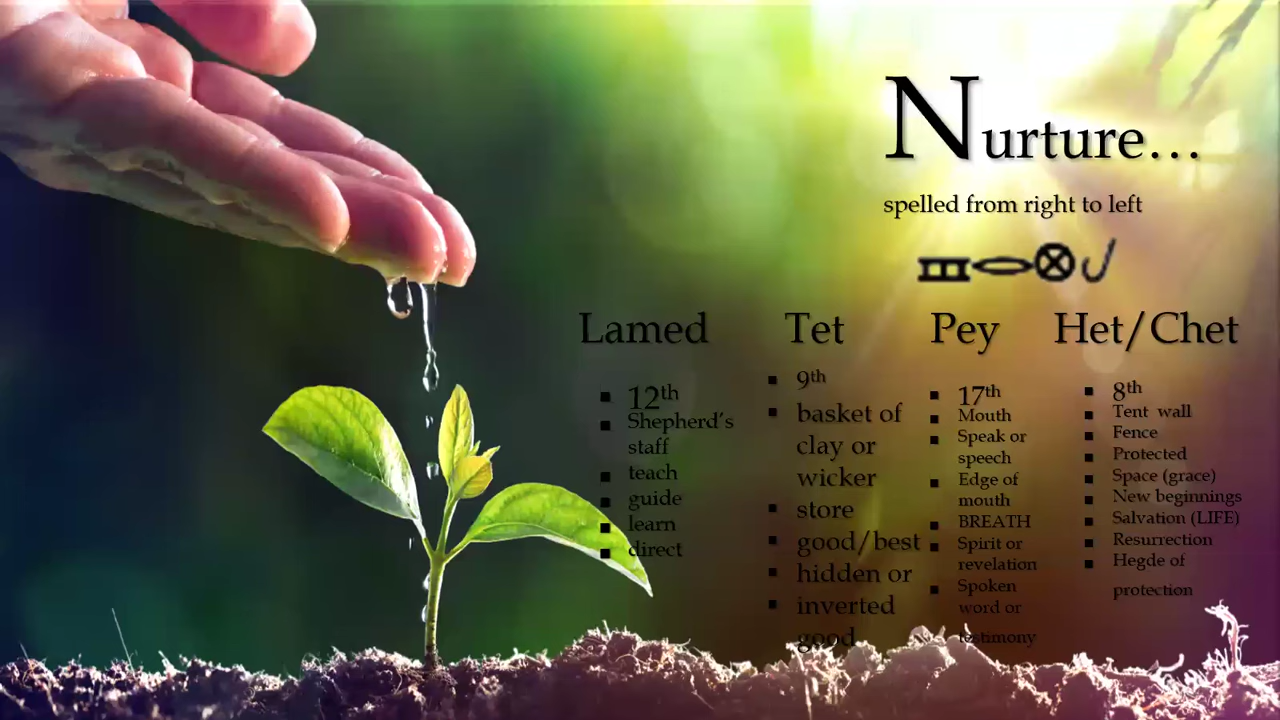 Nurture...
spelled from right to left
Lamed
12th
Shepherd's
staff
teach
guide
learn
direct
Tet
9th
basket of
clay or
wicker
store
good/best
hidden or
inverted
good
Pey
17th
Mouth
Speak or
speech
Edge of
mouth
BREATH
Spirit or
revelation
Spoken
word or
testimony
Het/Chet
8th
Tent wall
Fence
Protected
Space (grace)
New beginnings
Salvation (LIFE)
Resurrection
Hegde of
protection